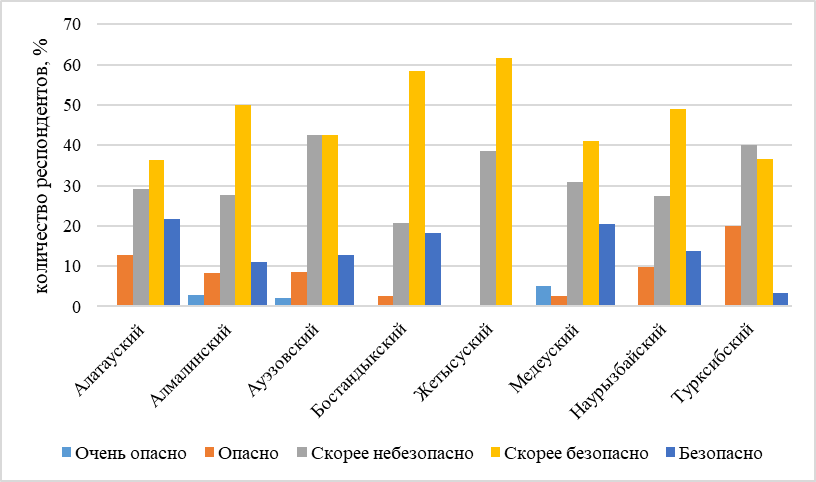 количество респондентов, %
70
60
50
40
30
20
10
0
Алатауский
Алмалинский
Ауэзовский
Бостандыкский
Жетысуский
Медеуский
Наурызбайский
Турксибский
Очень опасно Опасно Скорее небезопасно Скорее безопасно Безопасно